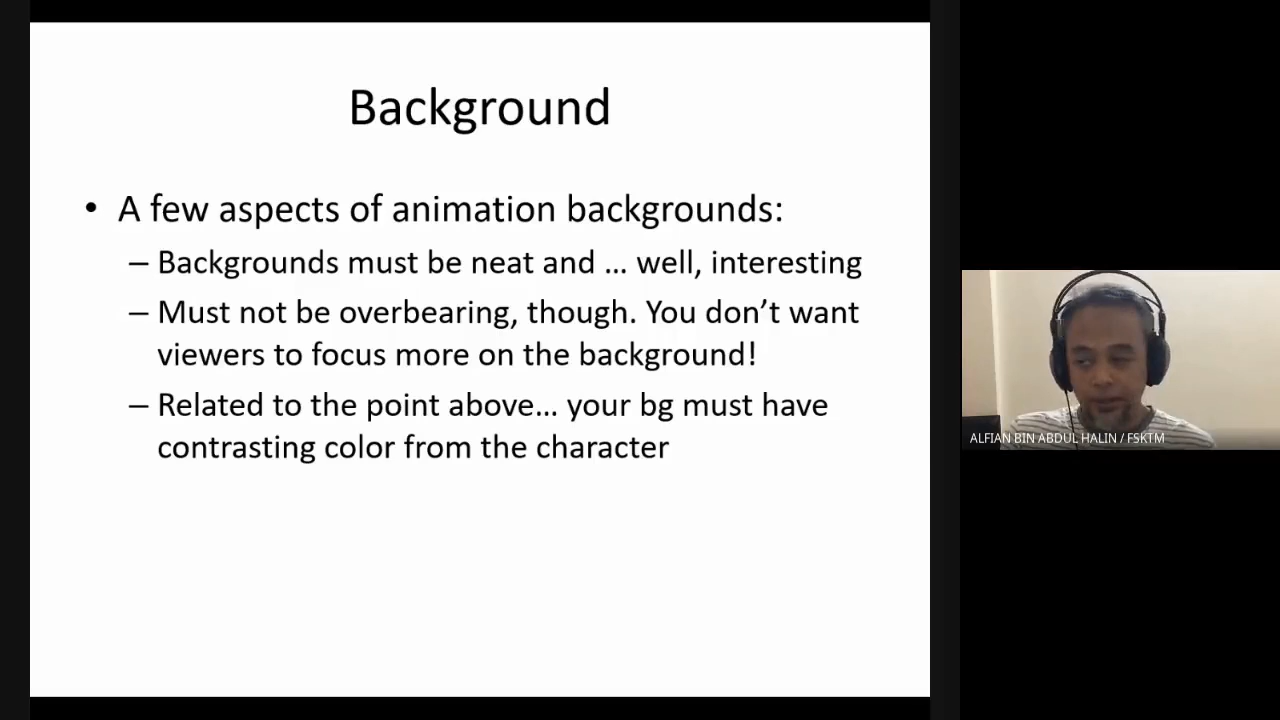 Background
• A few aspects of animation backgrounds:
– Backgrounds must be neat and … well, interesting
– Must not be overbearing, though. You don’t want
viewers to focus more on the background!
– Related to the point above… your bg must have
contrasting color from the character
ALFIAN BIN ABDUL HALIN / FSKTM